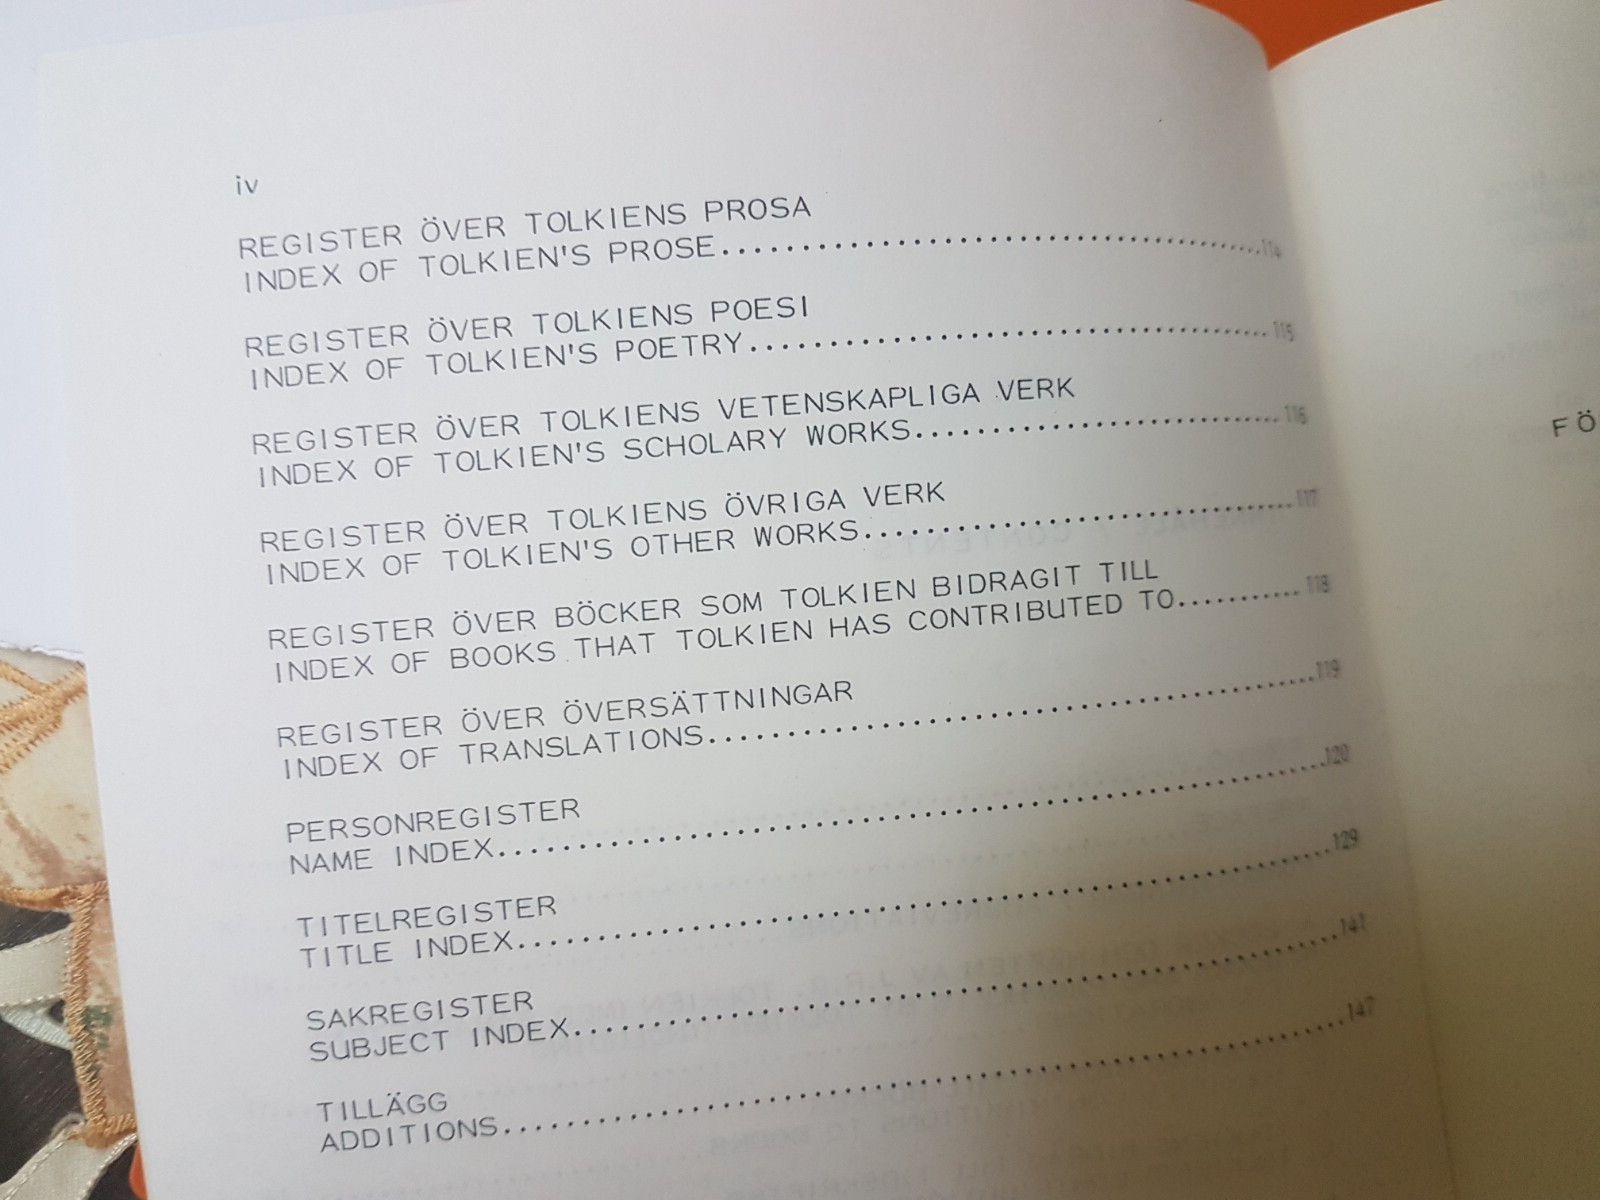 iv
REGISTER ÖVER TOLKIENS PROSA
INDEX OF TOLKIEN'S PROSE........................................114
REGISTER ÖVER TOLKIENS POESI
INDEX OF TOLKIEN'S POETRY.......................................115
REGISTER ÖVER TOLKIENS VETENSKAPLIGA VERK
INDEX OF TOLKIEN'S SCHOLARY WORKS...........................116
REGISTER ÖVER TOLKIENS ÖVRIGA VERK
INDEX OF TOLKIEN'S OTHER WORKS................................117
REGISTER ÖVER BÖCKER SOM TOLKIEN BIDRAGIT TILL
INDEX OF BOOKS THAT TOLKIEN HAS CONTRIBUTED TO...........118
REGISTER ÖVER ÖVERSÄTTNINGAR
INDEX OF TRANSLATIONS............................................119
PERSONREGISTER
NAME INDEX.........................................................120
TITELREGISTER
TITLE INDEX........................................................129
SAKREGISTER
SUBJECT INDEX.....................................................141
TILLÄGG
ADDITIONS..........................................................147
FÖ